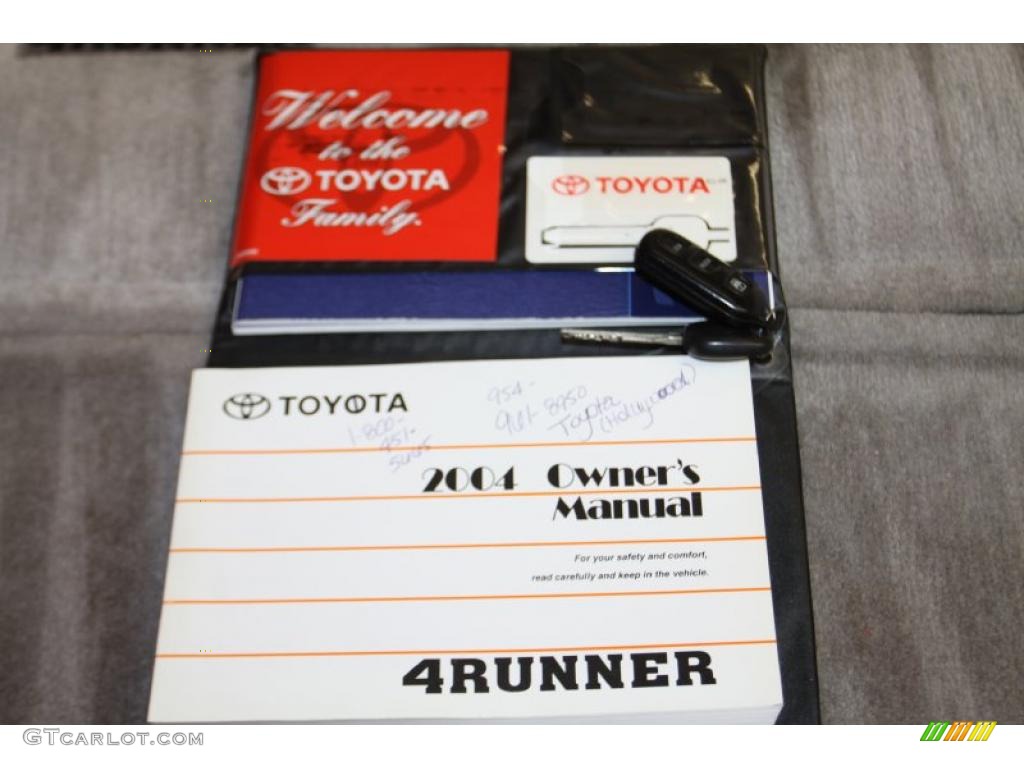 Welcome
to the
TOYOTA
Family.
TOYOTA
TOYOTA
954-
961-8950
Toyota
(Hollywood)
1-800-
451-
2004 Owner's
Manual
For your safety and comfort,
read carefully and keep in the vehicle.
4RUNNER
GTCARLOT.COM